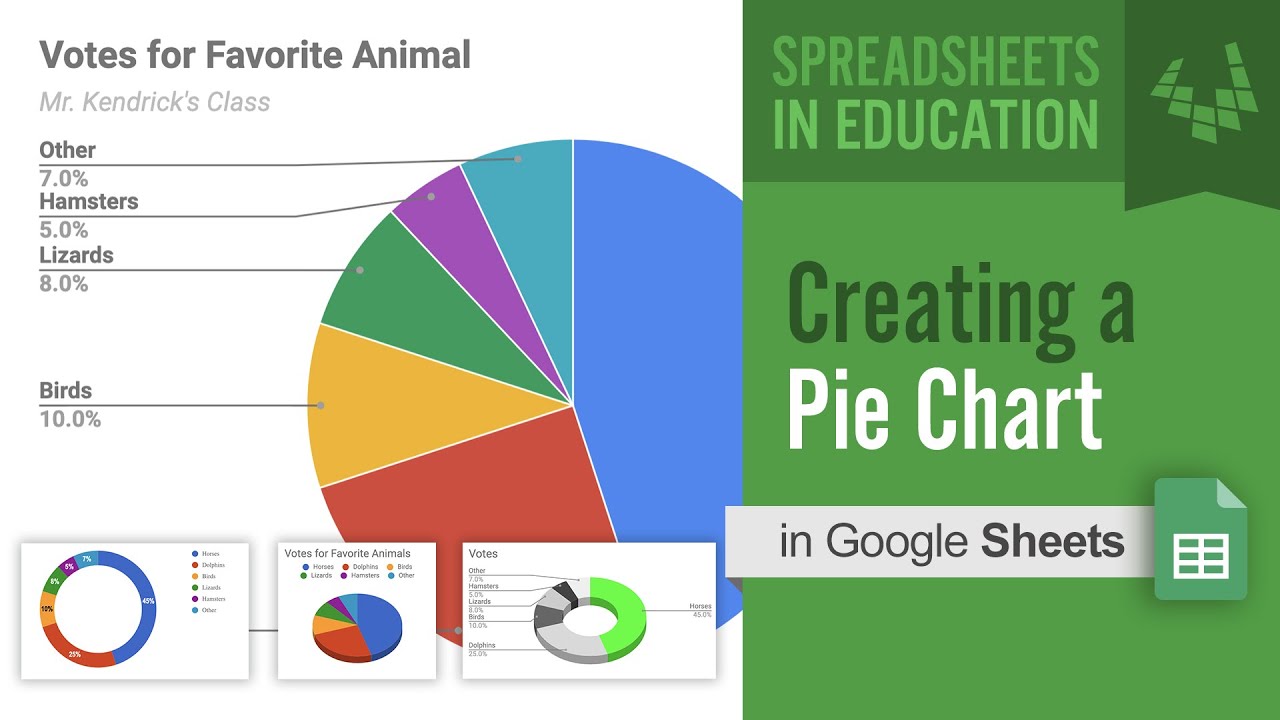 Votes for Favorite Animal
Mr. Kendrick's Class
Other
7.0%
Hamsters
5.0%
Lizards
8.0%
Birds
10.0%
SPREADSHEETS
IN EDUCATION
Creating a
Pie Chart
in Google Sheets
7%
5%
8%
10%
25%
45%
Horses
Dolphins
Birds
Lizards
Hamsters
Other
Votes for Favorite Animals
Horses Dolphins Birds
Lizards Hamsters Other
Votes
Other
7.0%
Hamsters
5.0%
Lizards
8.0%
Birds
10.0%
Dolphins
25.0%
Horses
45.0%